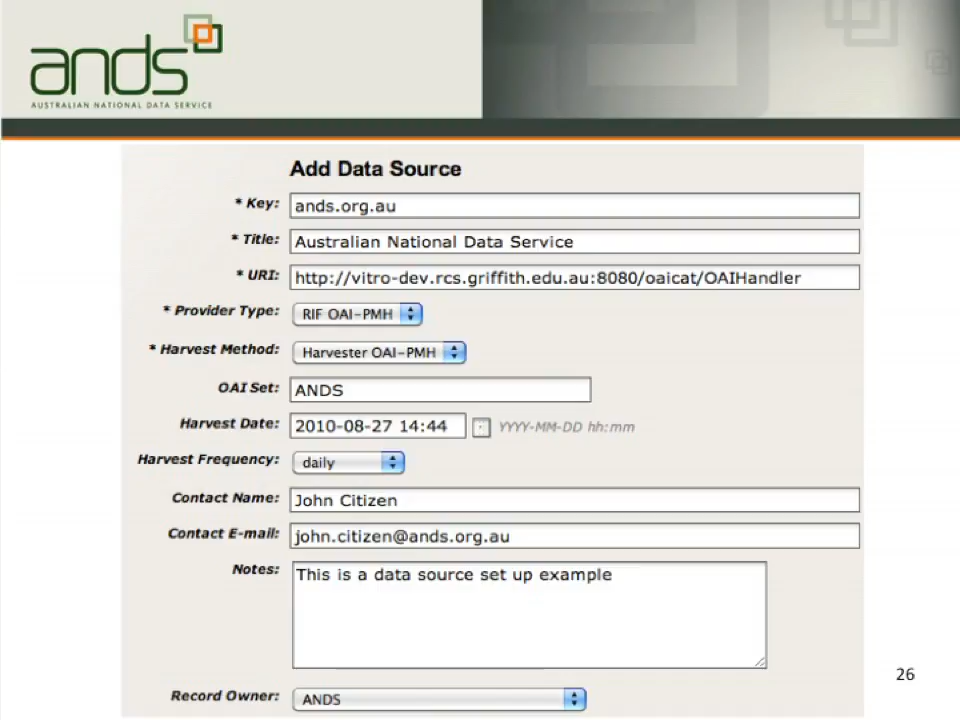 ands
AUSTRALIAN NATIONAL DATA SERVICE
Add Data Source
* Key: ands.org.au
* Title: Australian National Data Service
* URI: http://vitro-dev.rcs.griffith.edu.au:8080/oaicat/OAIHandler
* Provider Type: RIF OAI-PMH
* Harvest Method: Harvester OAI-PMH
OAI Set: ANDS
Harvest Date: 2010-08-27 14:44 YYYY-MM-DD hh:mm
Harvest Frequency: daily
Contact Name: John Citizen
Contact E-mail: john.citizen@ands.org.au
Notes: This is a data source set up example
26
Record Owner: ANDS